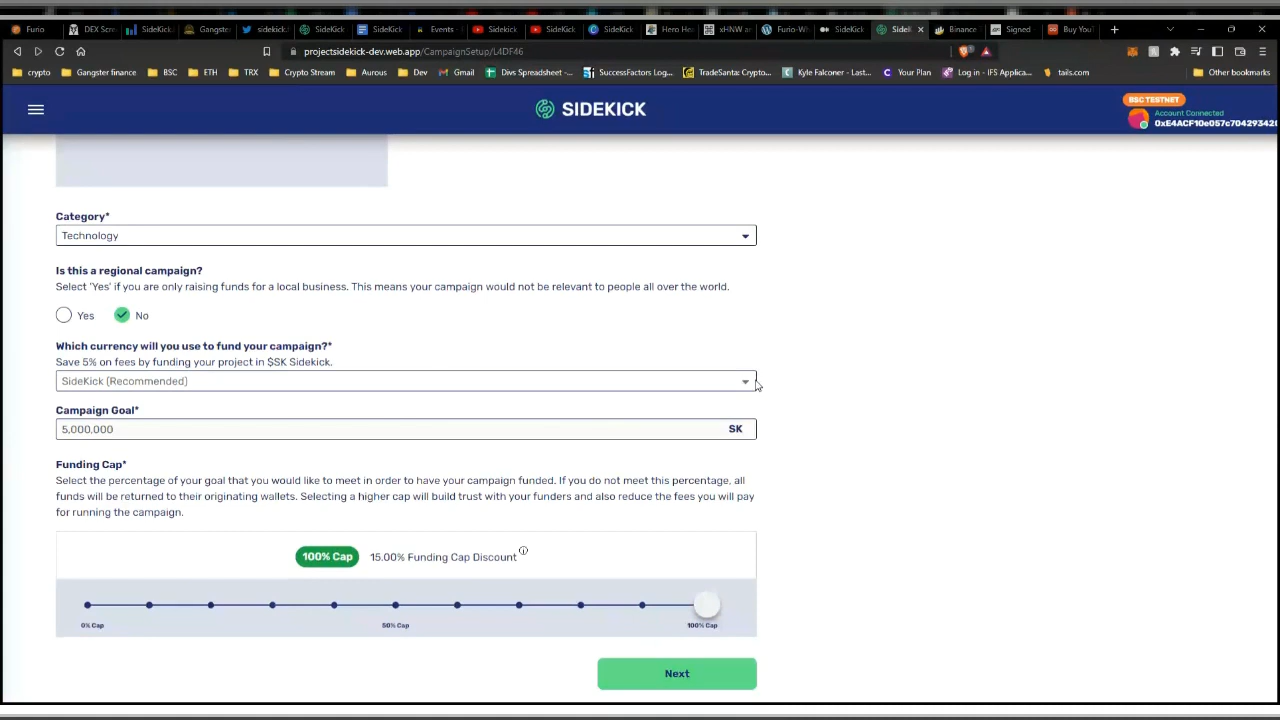 Furio
DEX Scr
SideK
Gangste
sidekick
SideKick
SideKick
Events -
Sidekick
SideKick
SideKick
Hero He
xHNW ar
Furio-W
SideKick
Sidel
Binance
Signed
Buy You
projectsidekick-dev.web.app/CampaignSetup/L4DF46
crypto
Gangster finance
BSC
ETH
TRX
Crypto Stream
Aurous
Dev
Gmail
Divs Spreadsheet -...
SuccessFactors Log...
TradeSanta: Crypto...
Kyle Falconer - Last...
Your Plan
Log in - IFS Applica...
tails.com
Other bookmarks
SIDEKICK
BSC TESTNET
Account Connected
0xE4ACF10e057c704293420
Category*
Technology
Is this a regional campaign?
Select 'Yes' if you are only raising funds for a local business. This means your campaign would not be relevant to people all over the world.
Yes
No
Which currency will you use to fund your campaign?*
Save 5% on fees by funding your project in $SK Sidekick.
SideKick (Recommended)
Campaign Goal*
5,000,000 SK
Funding Cap*
Select the percentage of your goal that you would like to meet in order to have your campaign funded. If you do not meet this percentage, all
funds will be returned to their originating wallets. Selecting a higher cap will build trust with your funders and also reduce the fees you will pay
for running the campaign.
100% Cap
15.00% Funding Cap Discount
0% Cap
50% Cap
100% Cap
Next